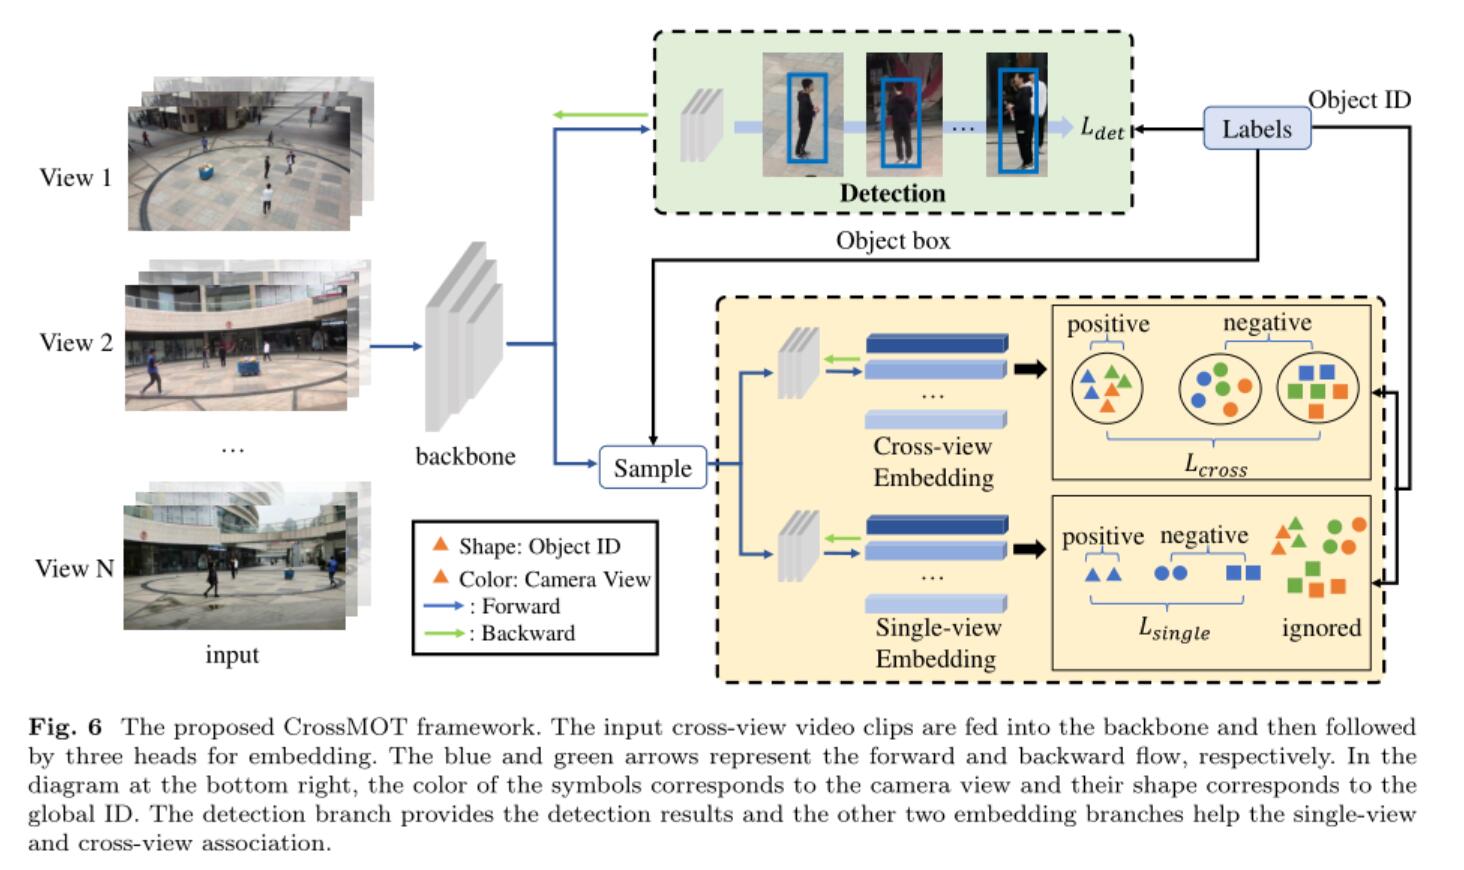 View 1
View 2
...
View N
input
backbone
Detection
...
L_det
Labels
Object ID
Object box
Sample
positive
negative
...
Cross-view
Embedding
L_cross
positive
negative
...
Single-view
Embedding
L_single
ignored
Shape: Object ID
Color: Camera View
: Forward
: Backward
Fig. 6 The proposed CrossMOT framework. The input cross-view video clips are fed into the backbone and then followed
by three heads for embedding. The blue and green arrows represent the forward and backward flow, respectively. In the
diagram at the bottom right, the color of the symbols corresponds to the camera view and their shape corresponds to the
global ID. The detection branch provides the detection results and the other two embedding branches help the single-view
and cross-view association.